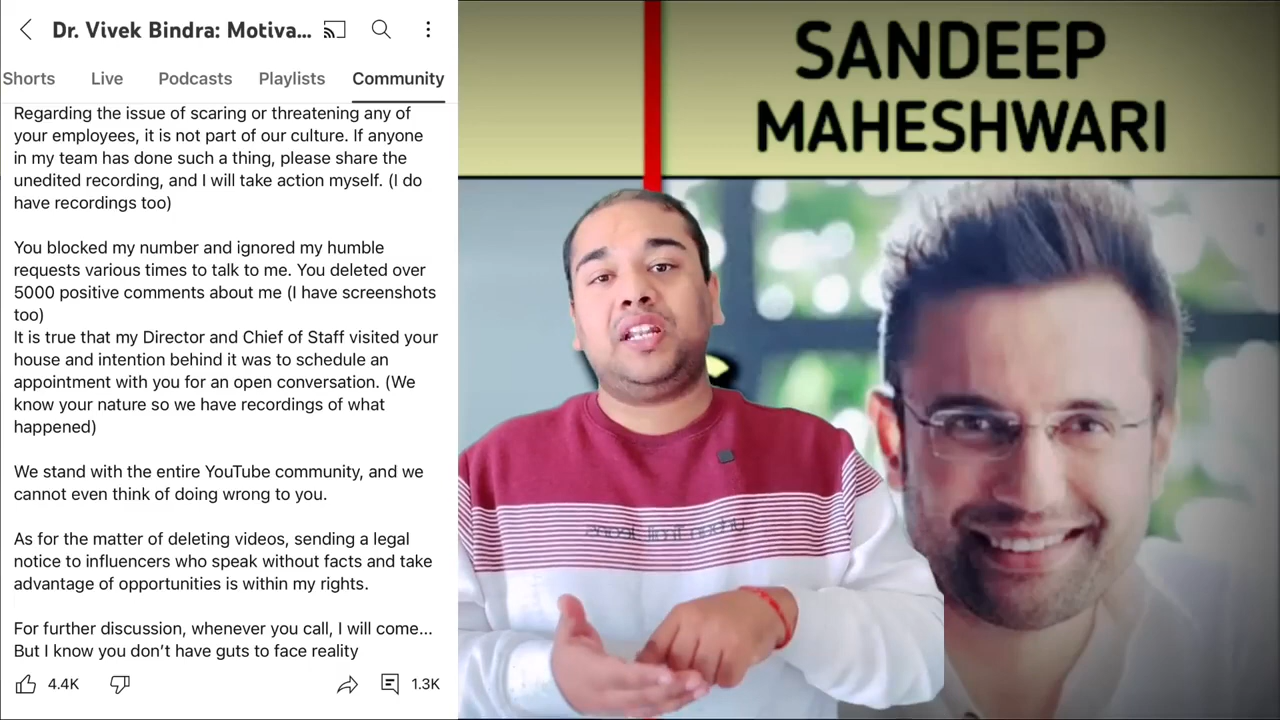 Dr. Vivek Bindra: Motiva...
Shorts Live Podcasts Playlists Community
Regarding the issue of scaring or threatening any of
your employees, it is not part of our culture. If anyone
in my team has done such a thing, please share the
unedited recording, and I will take action myself. (I do
have recordings too)
You blocked my number and ignored my humble
requests various times to talk to me. You deleted over
5000 positive comments about me (I have screenshots
too)
It is true that my Director and Chief of Staff visited your
house and intention behind it was to schedule an
appointment with you for an open conversation. (We
know your nature so we have recordings of what
happened)
We stand with the entire YouTube community, and we
cannot even think of doing wrong to you.
As for the matter of deleting videos, sending a legal
notice to influencers who speak without facts and take
advantage of opportunities is within my rights.
For further discussion, whenever you call, I will come...
But I know you don’t have guts to face reality
4.4K 1.3K
SANDEEP
MAHESHWARI
Urban Trail Jeans